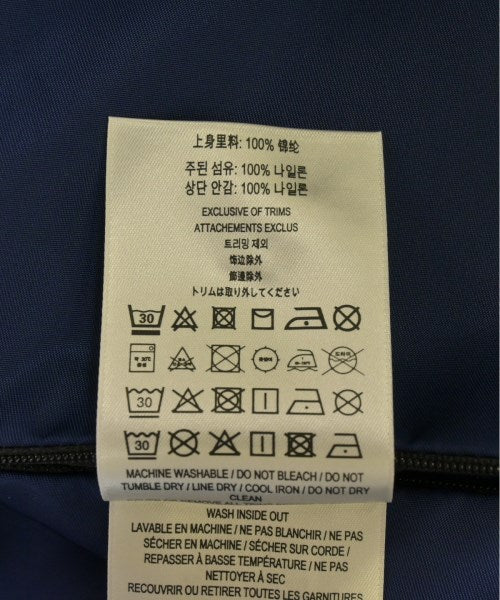 上身里料: 100% 锦纶
주된 섬유: 100% 나일론
상단 안감: 100% 나일론
EXCLUSIVE OF TRIMS
ATTACHEMENTS EXCLUS
트리밍 제외
饰边除外
飾邊除外
トリムは取り外してください
30
30
30
MACHINE WASHABLE / DO NOT BLEACH / DO NOT
TUMBLE DRY / LINE DRY / COOL IRON / DO NOT DRY
CLEAN
REMOVE ALL
WASH INSIDE OUT
LAVABLE EN MACHINE / NE PAS BLANCHIR / NE PAS
SÉCHER EN MACHINE / SÉCHER SUR CORDE /
REPASSER À BASSE TEMPÉRATURE / NE PAS
NETTOYER À SEC
RECOUVRIR OU RETIRER TOUTES LES GARNITURES